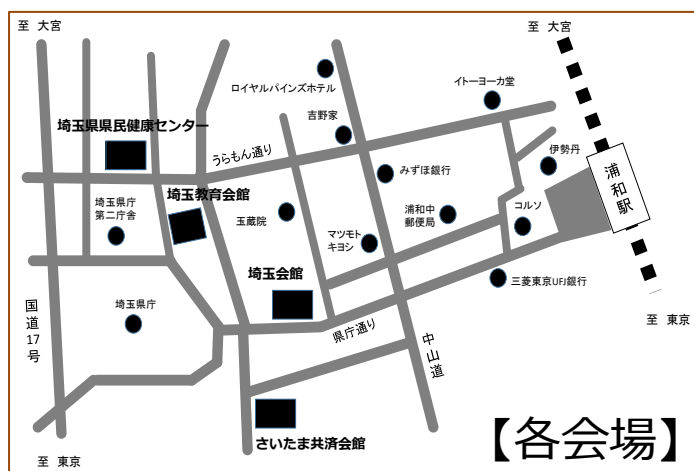 至 大宮
至 大宮
ロイヤルパインズホテル
イトーヨーカ堂
吉野家
埼玉県県民健康センター
うらもん通り
伊勢丹
みずほ銀行
浦和駅
埼玉教育会館
埼玉県庁
第二庁舎
玉蔵院
浦和中
郵便局
コルソ
マツモト
キヨシ
埼玉会館
三菱東京UFJ銀行
国道17号
埼玉県庁
県庁通り
至 東京
中山道
さいたま共済会館
【各会場】
至 東京